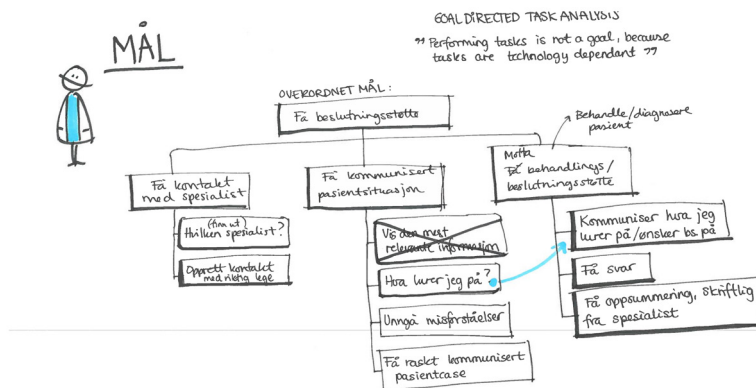 MÅL
GOAL DIRECTED TASK ANALYSIS
" Performing tasks is not a goal, because
tasks are technology dependant "
OVERORDNET MÅL:
Få beslutningsstøtte
Behandle/diagnosere
pasient
Få kontakt
med spesialist
(finn ut)
Hvilken spesialist?
Opprett kontakt
med riktig lege
Få kommunisert
pasientsituasjon
Vis den mest
relevante informasjon
Hva lurer jeg på?
Unngå misforståelser
Få raskt kommunisert
pasientcase
Motta
Få behandlings/
beslutningsstøtte
Kommuniser hva jeg
lurer på/ønsker bs på
Få svar
Få oppsummering, skriftlig
fra spesialist